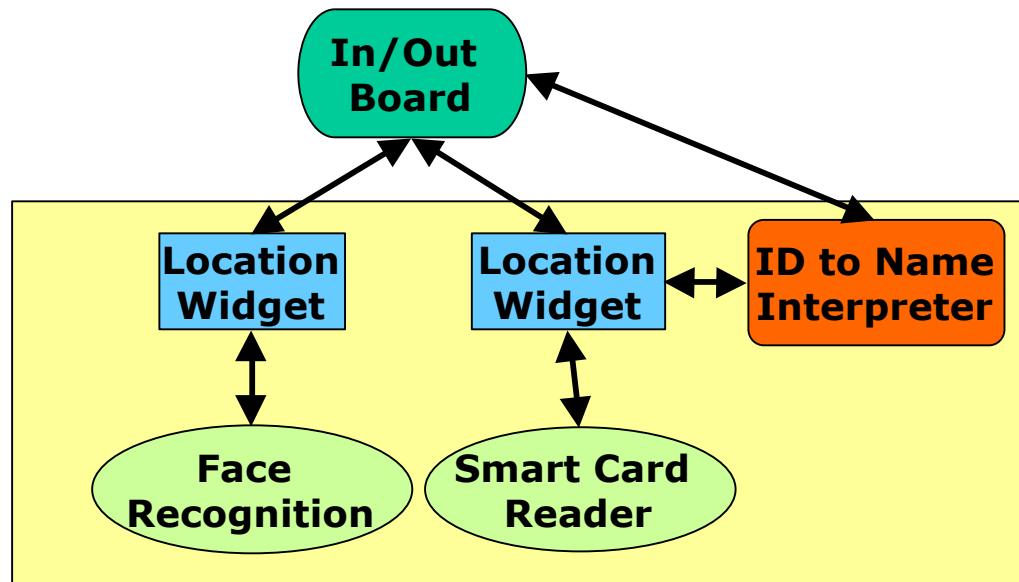 In/Out
Board
Location
Widget
Location
Widget
ID to Name
Interpreter
Face
Recognition
Smart Card
Reader